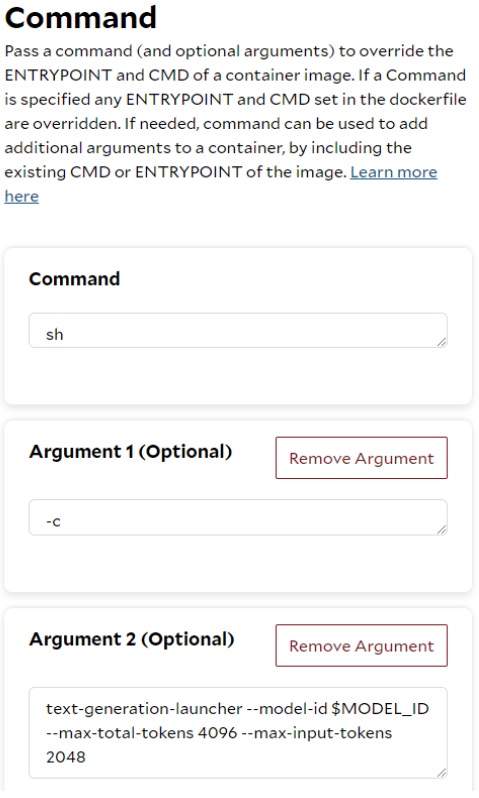 Command
Pass a command (and optional arguments) to override the
ENTRYPOINT and CMD of a container image. If a Command
is specified any ENTRYPOINT and CMD set in the dockerfile
are overridden. If needed, command can be used to add
additional arguments to a container, by including the
existing CMD or ENTRYPOINT of the image. Learn more
here
Command
sh
Argument 1 (Optional)
Remove Argument
-c
Argument 2 (Optional)
Remove Argument
text-generation-launcher --model-id $MODEL_ID
--max-total-tokens 4096 --max-input-tokens
2048